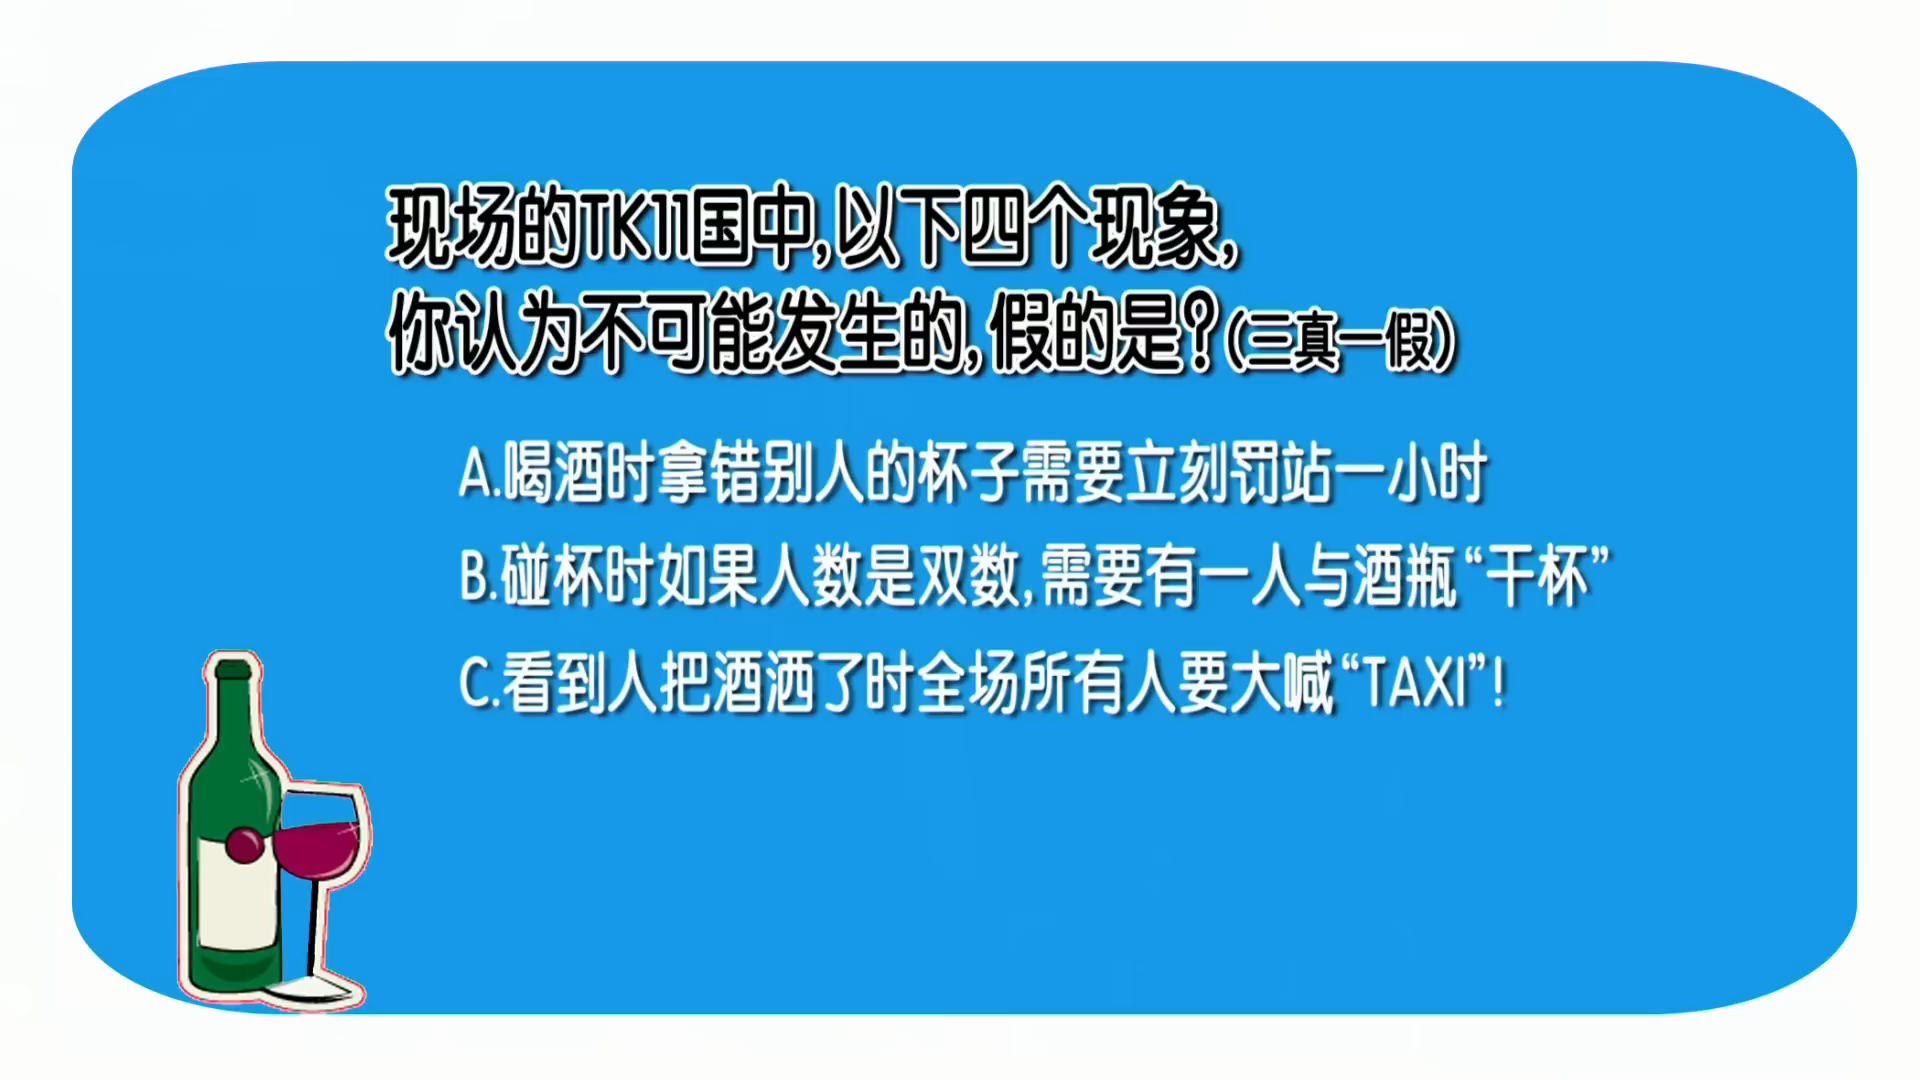 现场的TK11国中,以下四个现象,
你认为不可能发生的,假的是?(三真一假)
A.喝酒时拿错别人的杯子需要立刻罚站一小时
B.碰杯时如果人数是双数,需要有一人与酒瓶“干杯”
C.看到人把酒洒了时全场所有人要大喊“TAXI”!